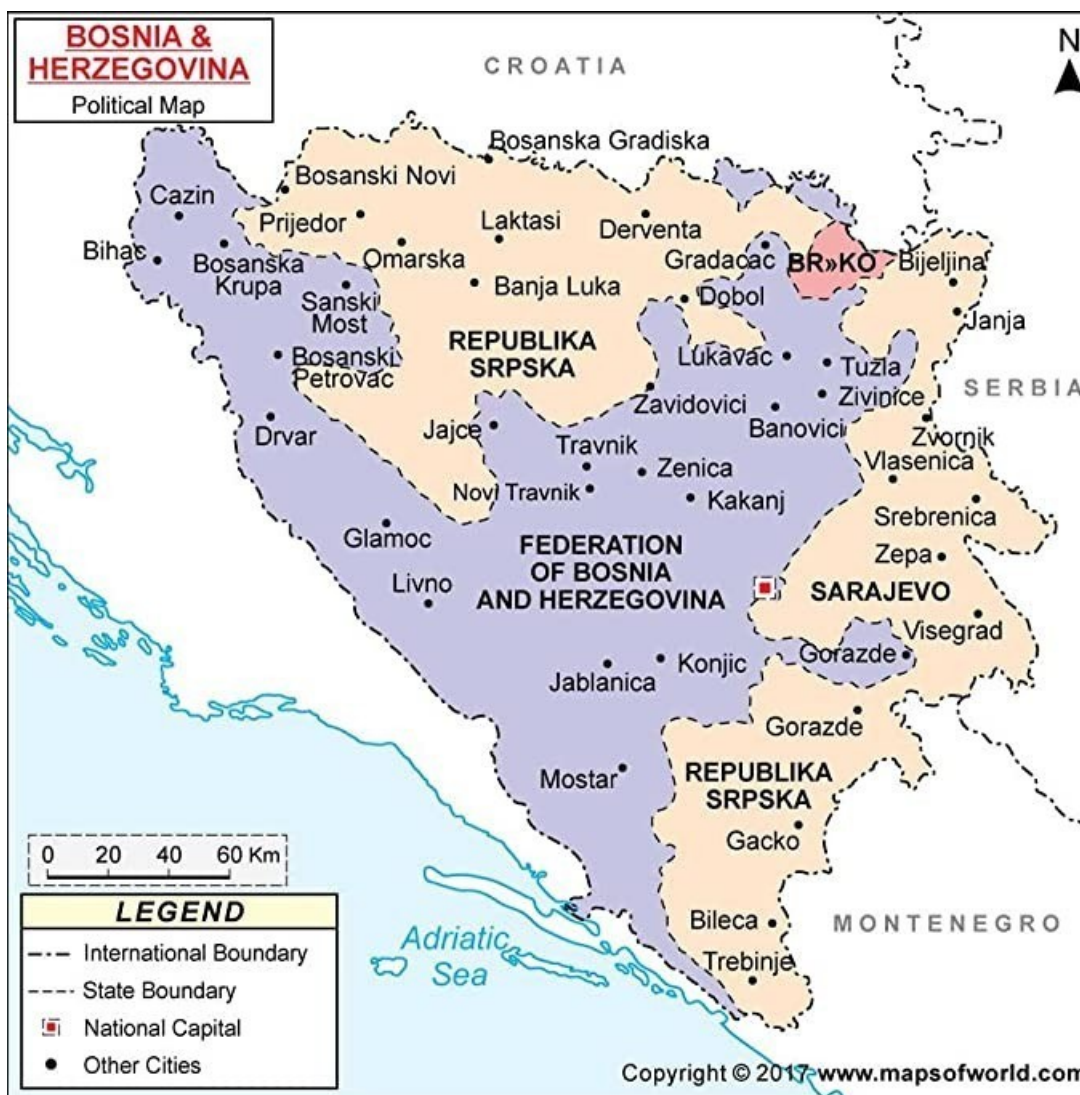 BOSNIA &
HERZEGOVINA
Political Map
CROATIA
N
Bosanska Gradiska
Bosanski Novi
Cazin
Prijedor
Laktasi
Derventa
Bihac
Omarska
Gradacac
BR»KO
Bijeljina
Bosanska
Krupa
Banja Luka
Dobol
Sanski
Most
Janja
REPUBLIKA
SRPSKA
Bosanski
Petrovac
Lukavac
Tuzla
SERBIA
Zivinice
Zavidovici
Banovici
Drvar
Jajce
Zvornik
Travnik
Zenica
Vlasenica
Novi Travnik
Kakanj
Srebrenica
Glamoc
FEDERATION
OF BOSNIA
AND HERZEGOVINA
Zepa
Livno
SARAJEVO
Visegrad
Gorazde
Konjic
Jablanica
Gorazde
Mostar
REPUBLIKA
SRPSKA
Gacko
0 20 40 60 Km
LEGEND
International Boundary
State Boundary
National Capital
Other Cities
Adriatic
Sea
Bileca
MONTENEGRO
Trebinje
Copyright © 2017 www.mapsofworld.com